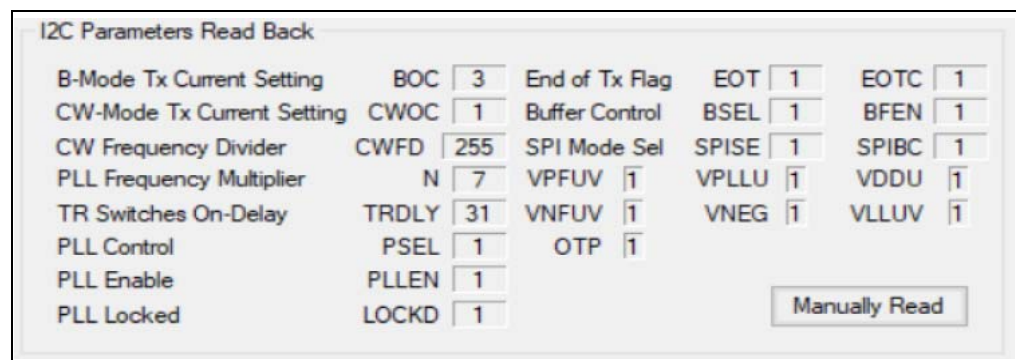 I2C Parameters Read Back
B-Mode Tx Current Setting BOC 3 End of Tx Flag EOT 1 EOTC 1
CW-Mode Tx Current Setting CWOC 1 Buffer Control BSEL 1 BFEN 1
CW Frequency Divider CWFD 255 SPI Mode Sel SPISE 1 SPIBC 1
PLL Frequency Multiplier N 7 VPFUV 1 VPLLU 1 VDDU 1
TR Switches On-Delay TRDLY 31 VNFUV 1 VNEG 1 VLLUV 1
PLL Control PSEL 1 OTP 1
PLL Enable PLLEN 1
PLL Locked LOCKD 1
Manually Read